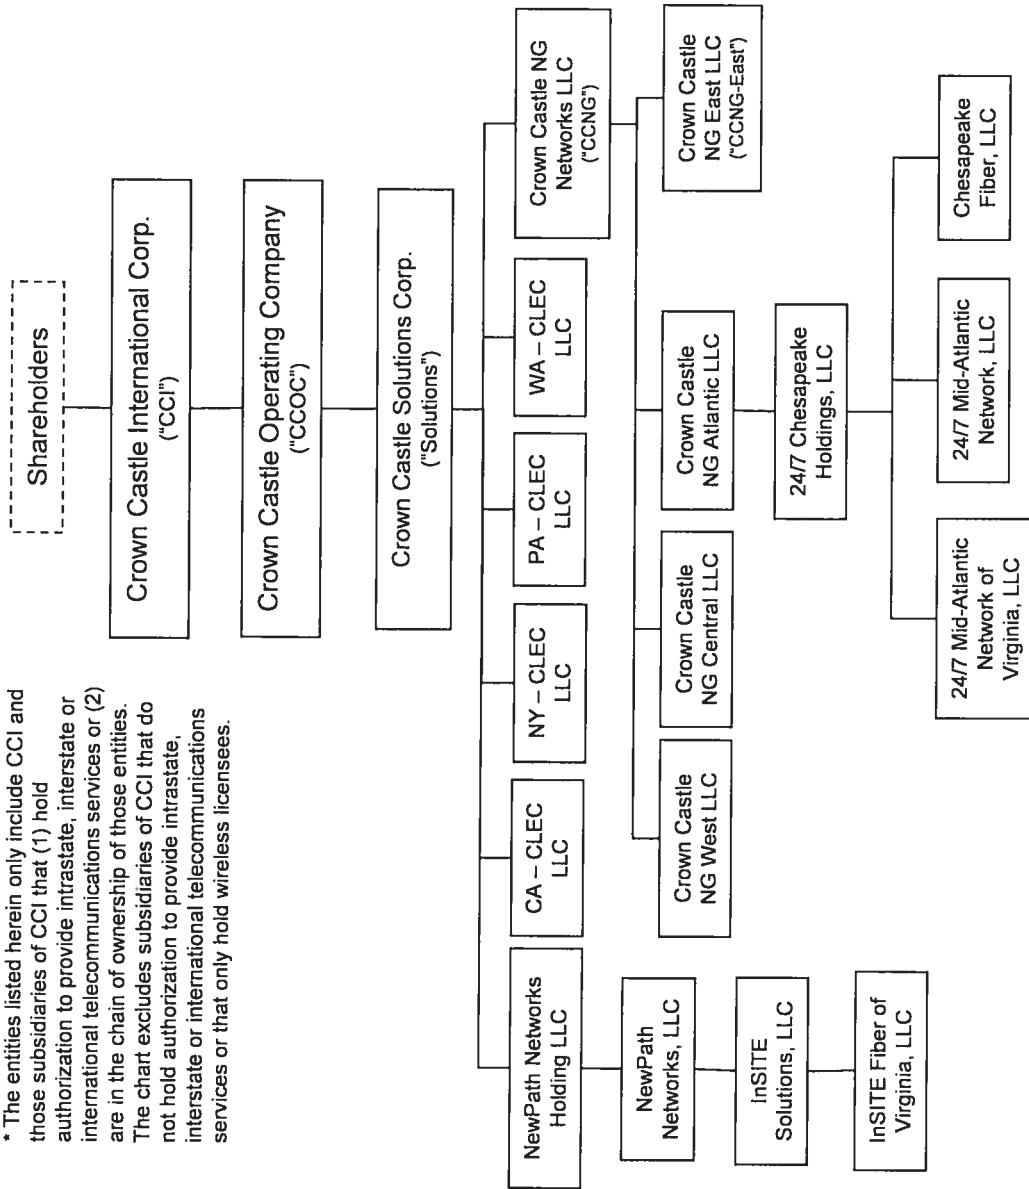 * The entities listed herein only include CCI and
those subsidiaries of CCI that (1) hold
authorization to provide intrastate, interstate or
international telecommunications services or (2)
are in the chain of ownership of those entities.
The chart excludes subsidiaries of CCI that do
not hold authorization to provide intrastate,
interstate or international telecommunications
services or that only hold wireless licensees.
Shareholders
Crown Castle International Corp.
("CCI")
Crown Castle Operating Company
("CCOC")
Crown Castle Solutions Corp.
("Solutions")
NewPath Networks
Holding LLC
CA – CLEC
LLC
NY – CLEC
LLC
PA – CLEC
LLC
WA – CLEC
LLC
Crown Castle NG
Networks LLC
("CCNG")
NewPath
Networks, LLC
InSITE
Solutions, LLC
InSITE Fiber of
Virginia, LLC
Crown Castle
NG West LLC
Crown Castle
NG Central LLC
Crown Castle
NG Atlantic LLC
Crown Castle
NG East LLC
("CCNG-East")
24/7 Chesapeake
Holdings, LLC
24/7 Mid-Atlantic
Network of
Virginia, LLC
24/7 Mid-Atlantic
Network, LLC
Chesapeake
Fiber, LLC